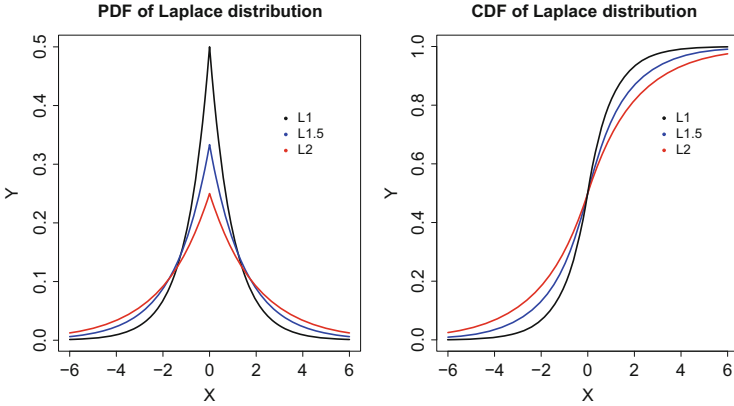 PDF of Laplace distribution
Y
0.0 0.1 0.2 0.3 0.4 0.5
L1
L1.5
L2
−6 −4 −2 0 2 4 6
X
CDF of Laplace distribution
Y
0.0 0.2 0.4 0.6 0.8 1.0
L1
L1.5
L2
−6 −4 −2 0 2 4 6
X